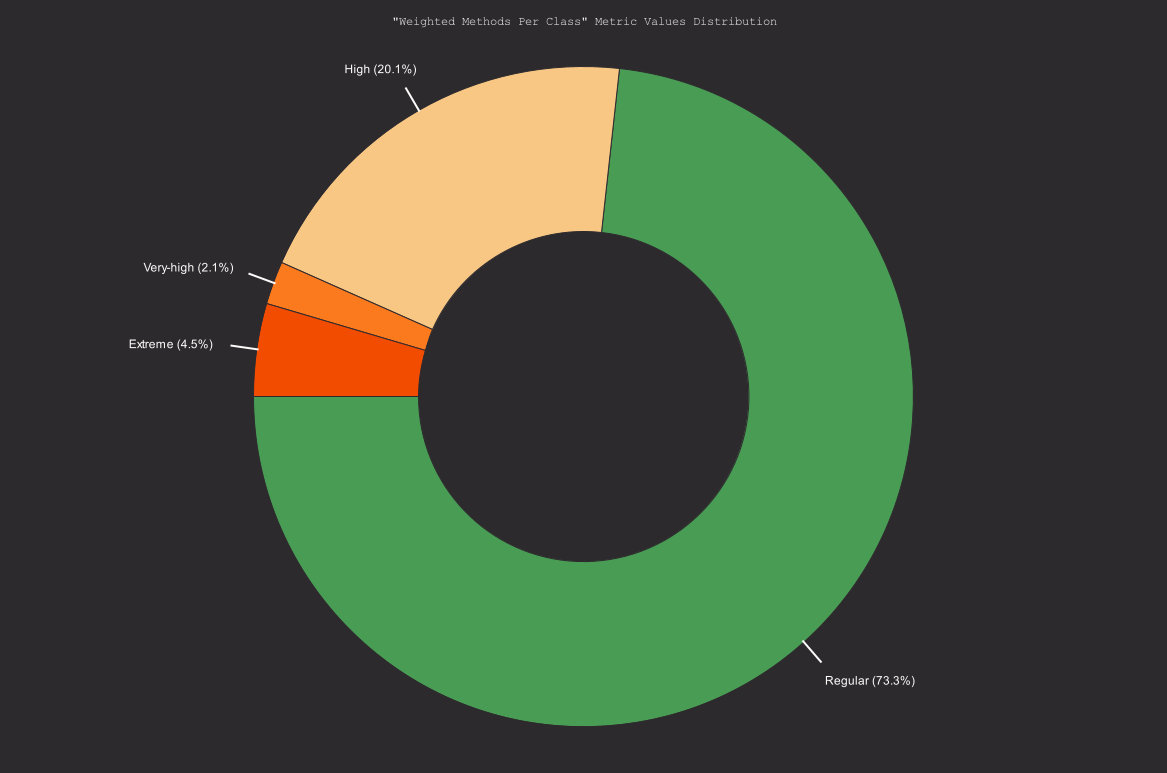 "Weighted Methods Per Class" Metric Values Distribution
High (20.1%)
Very-high (2.1%)
Extreme (4.5%)
Regular (73.3%)